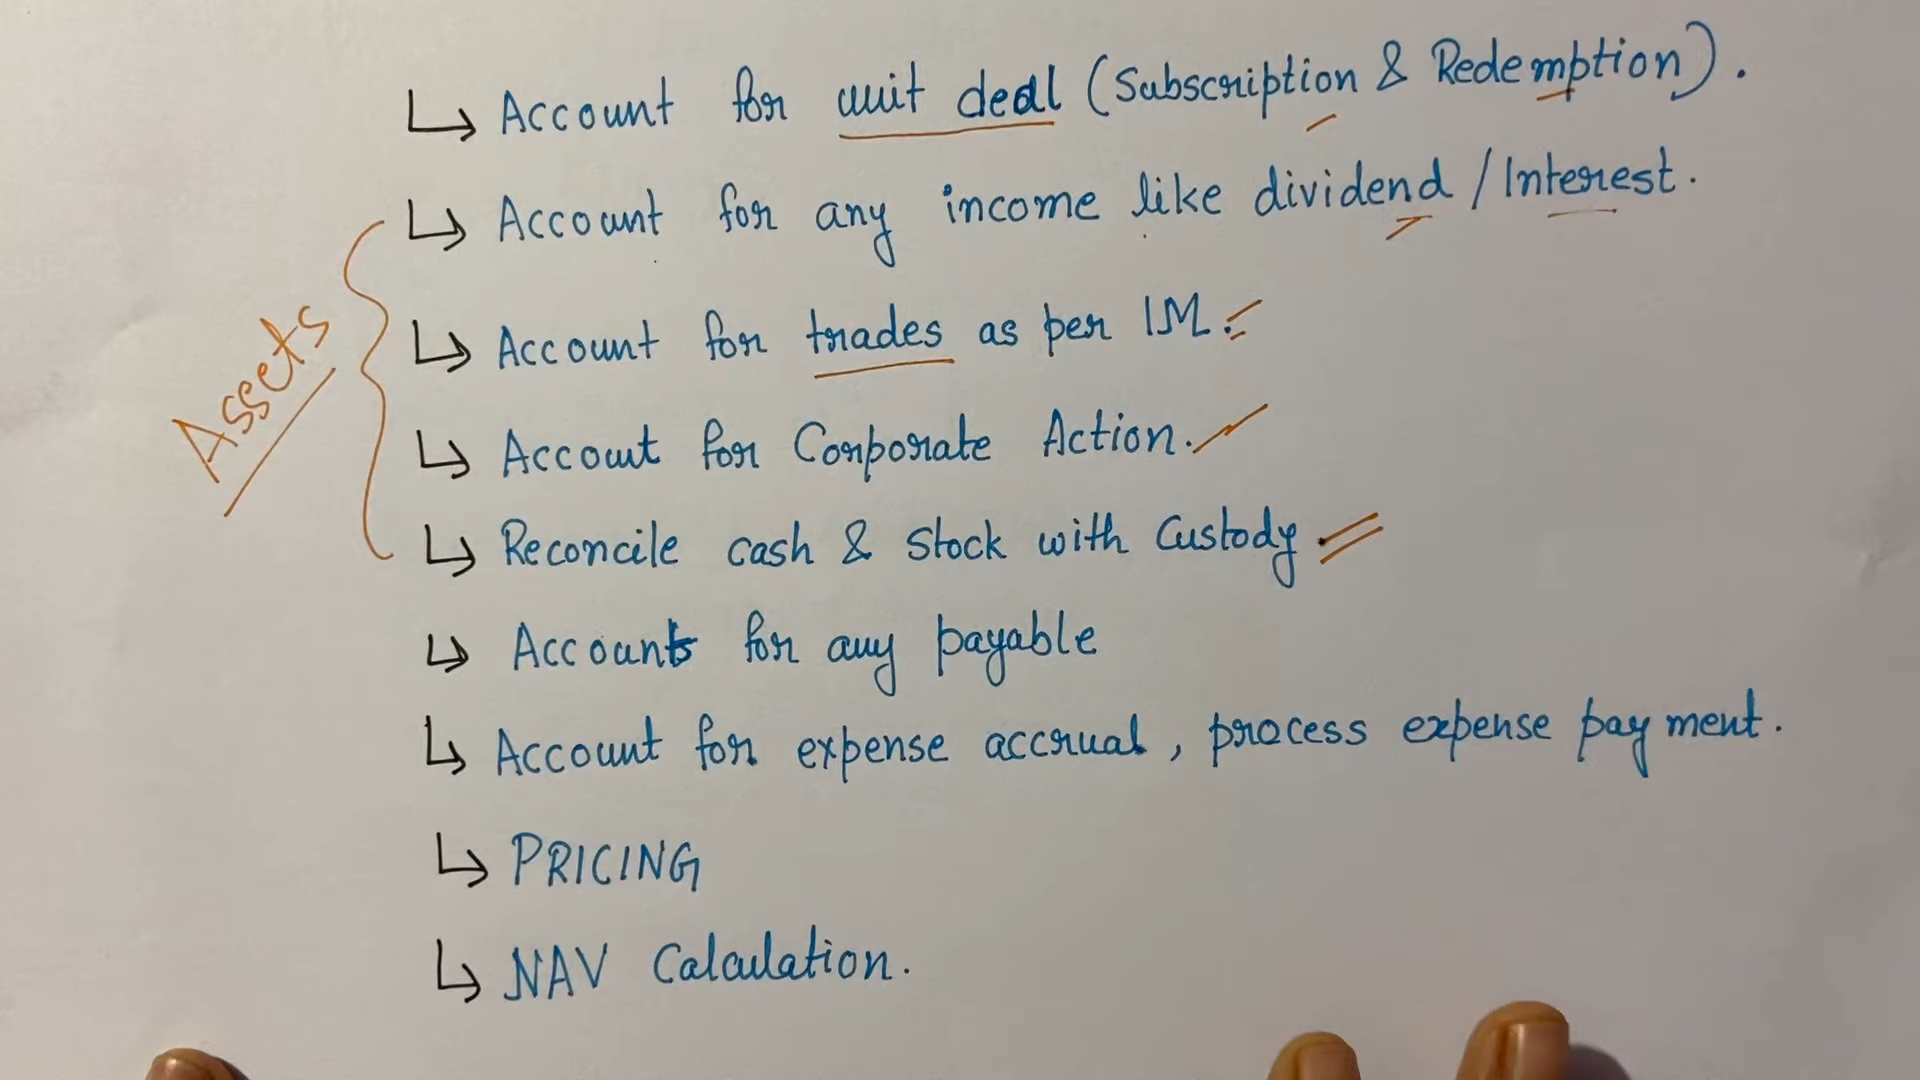 Account for unit deal (Subscription & Redemption).
Account for any income like dividend / Interest.
Assets
Account for trades as per IM.
Account for Corporate Action.
Reconcile cash & Stock with Custody
Account for any payable
Account for expense accrual, process expense payment.
PRICING
NAV Calculation.